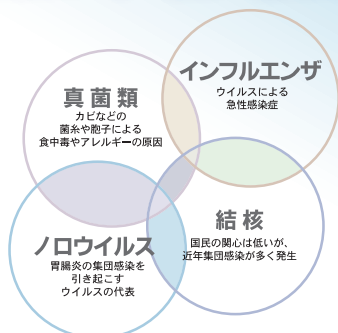 インフルエンザ
ウイルスによる
急性感染症
真菌類
カビなどの
菌糸や胞子による
食中毒やアレルギーの原因
結核
国民の関心は低いが、
近年集団感染が多く発生
ノロウイルス
胃腸炎の集団感染を
引き起こす
ウイルスの代表